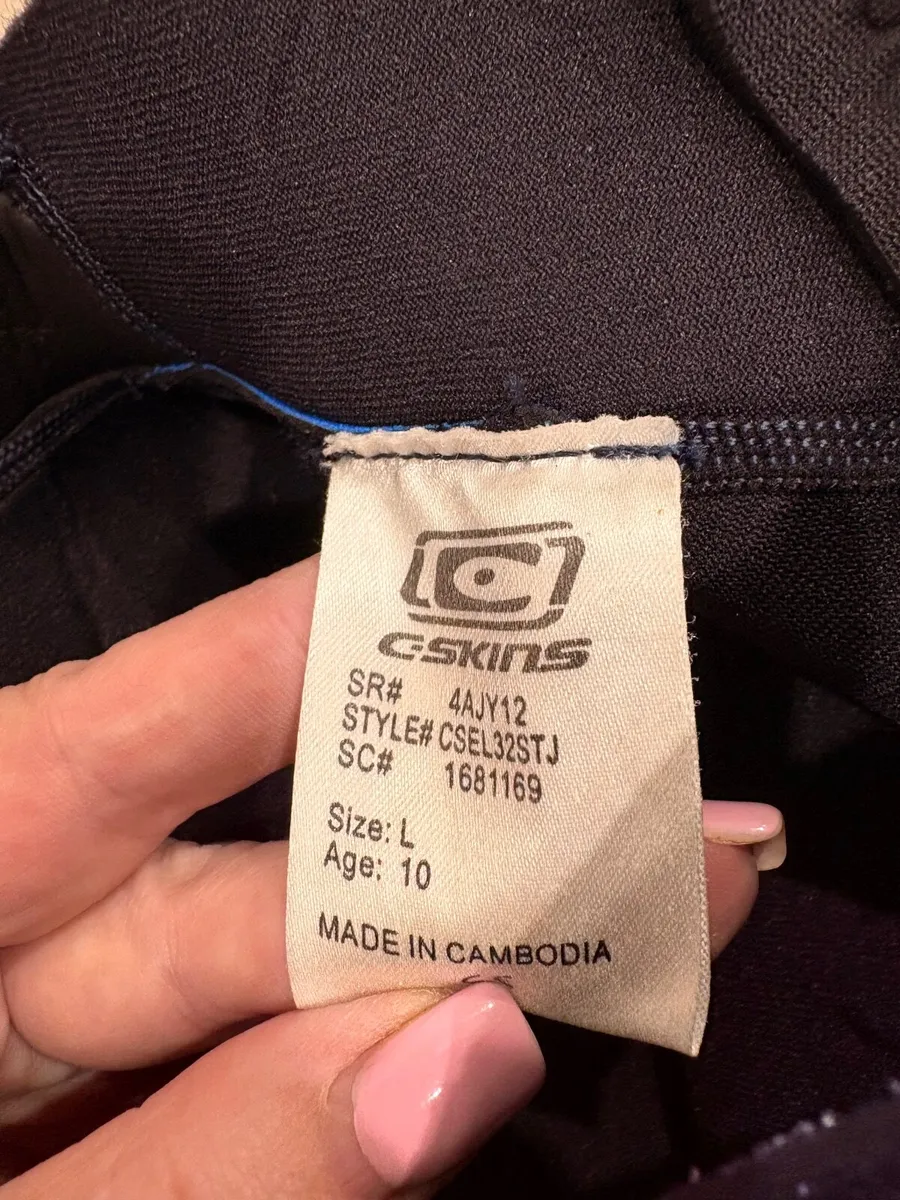 C-SKINS
SR# 4AJY12
STYLE# CSEL32STJ
SC# 1681169
Size: L
Age: 10
MADE IN CAMBODIA